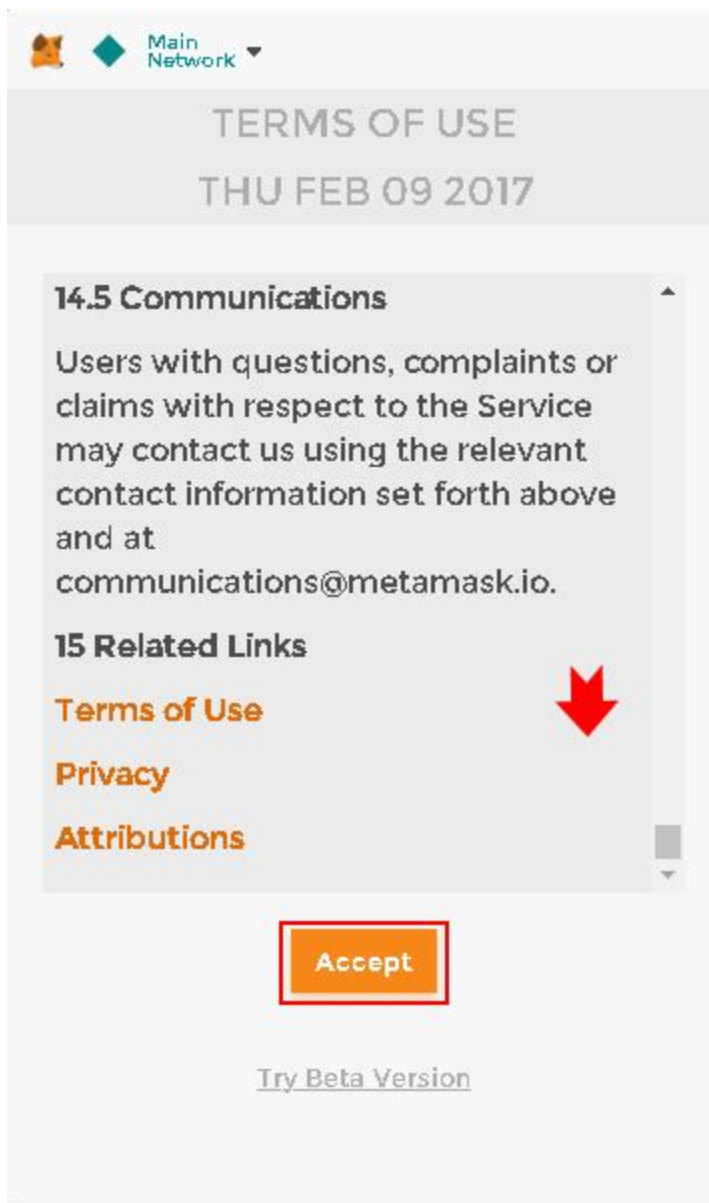 Main
Network
TERMS OF USE
THU FEB 09 2017
14.5 Communications
Users with questions, complaints or
claims with respect to the Service
may contact us using the relevant
contact information set forth above
and at
communications@metamask.io.
15 Related Links
Terms of Use
Privacy
Attributions
Accept
Try Beta Version